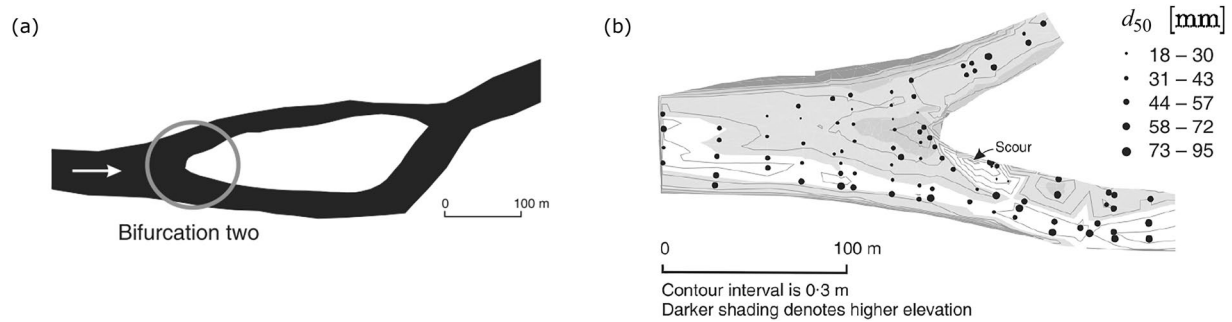 (a)
0 100 m
Bifurcation two
(b)
d50 [mm]
18 – 30
31 – 43
44 – 57
58 – 72
73 – 95
Scour
0 100 m
Contour interval is 0·3 m
Darker shading denotes higher elevation